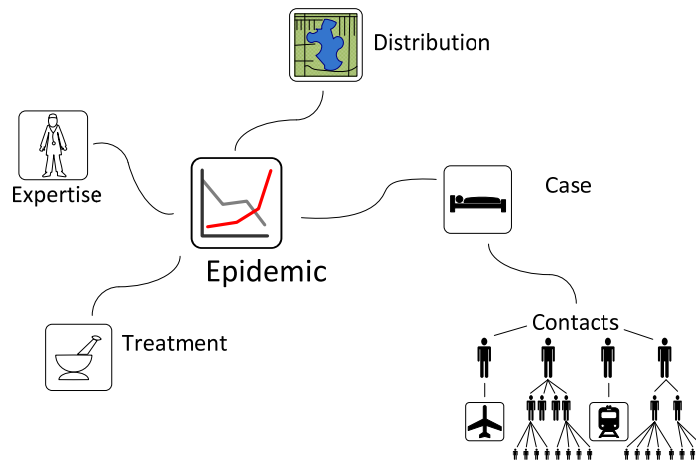 Distribution
Expertise
Case
Epidemic
Treatment
Contacts